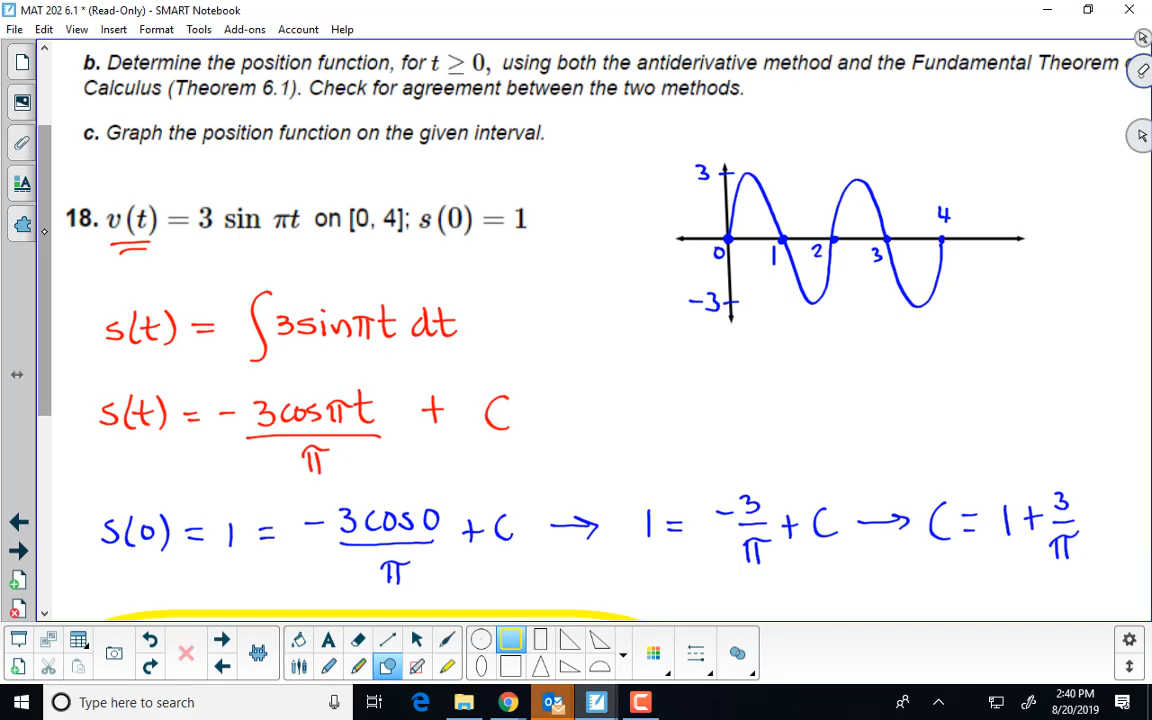 MAT 202 6.1 * (Read-Only) - SMART Notebook
File Edit View Insert Format Tools Add-ons Account Help
b. Determine the position function, for t ≥ 0, using both the antiderivative method and the Fundamental Theorem
Calculus (Theorem 6.1). Check for agreement between the two methods.
c. Graph the position function on the given interval.
3
18. v(t) = 3 sin πt on [0, 4]; s(0) = 1
4
0 1 2 3
-3
s(t) = ∫3sinπt dt
s(t) = - 3cosπt/π + C
s(0) = 1 = - 3cos0/π + C → 1 = -3/π + C → C = 1 + 3/π
A
Type here to search
2:40 PM
8/20/2019